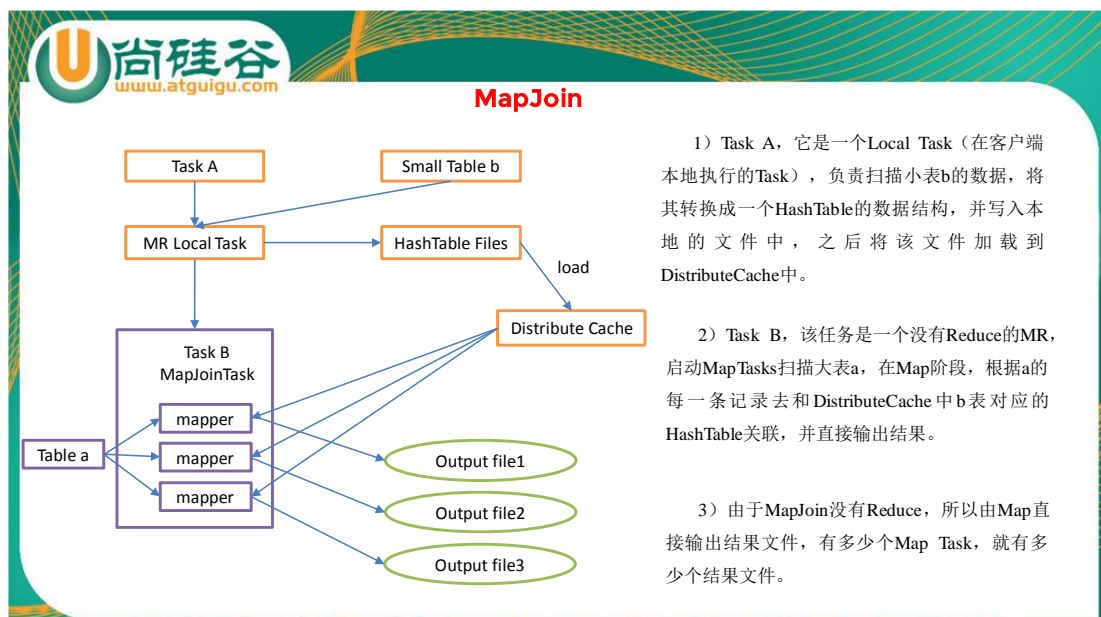 尚硅谷
www.atguigu.com
MapJoin
Task A
Small Table b
MR Local Task
HashTable Files
load
Distribute Cache
Task B
MapJoinTask
mapper
mapper
mapper
Table a
Output file1
Output file2
Output file3
1）Task A，它是一个Local Task（在客户端
本地执行的Task），负责扫描小表b的数据，将
其转换成一个HashTable的数据结构，并写入本
地的文件中，之后将该文件加载到
DistributeCache中。
2）Task B，该任务是一个没有Reduce的MR，
启动MapTasks扫描大表a，在Map阶段，根据a的
每一条记录去和DistributeCache中b表对应的
HashTable关联，并直接输出结果。
3）由于MapJoin没有Reduce，所以由Map直
接输出结果文件，有多少个Map Task，就有多
少个结果文件。